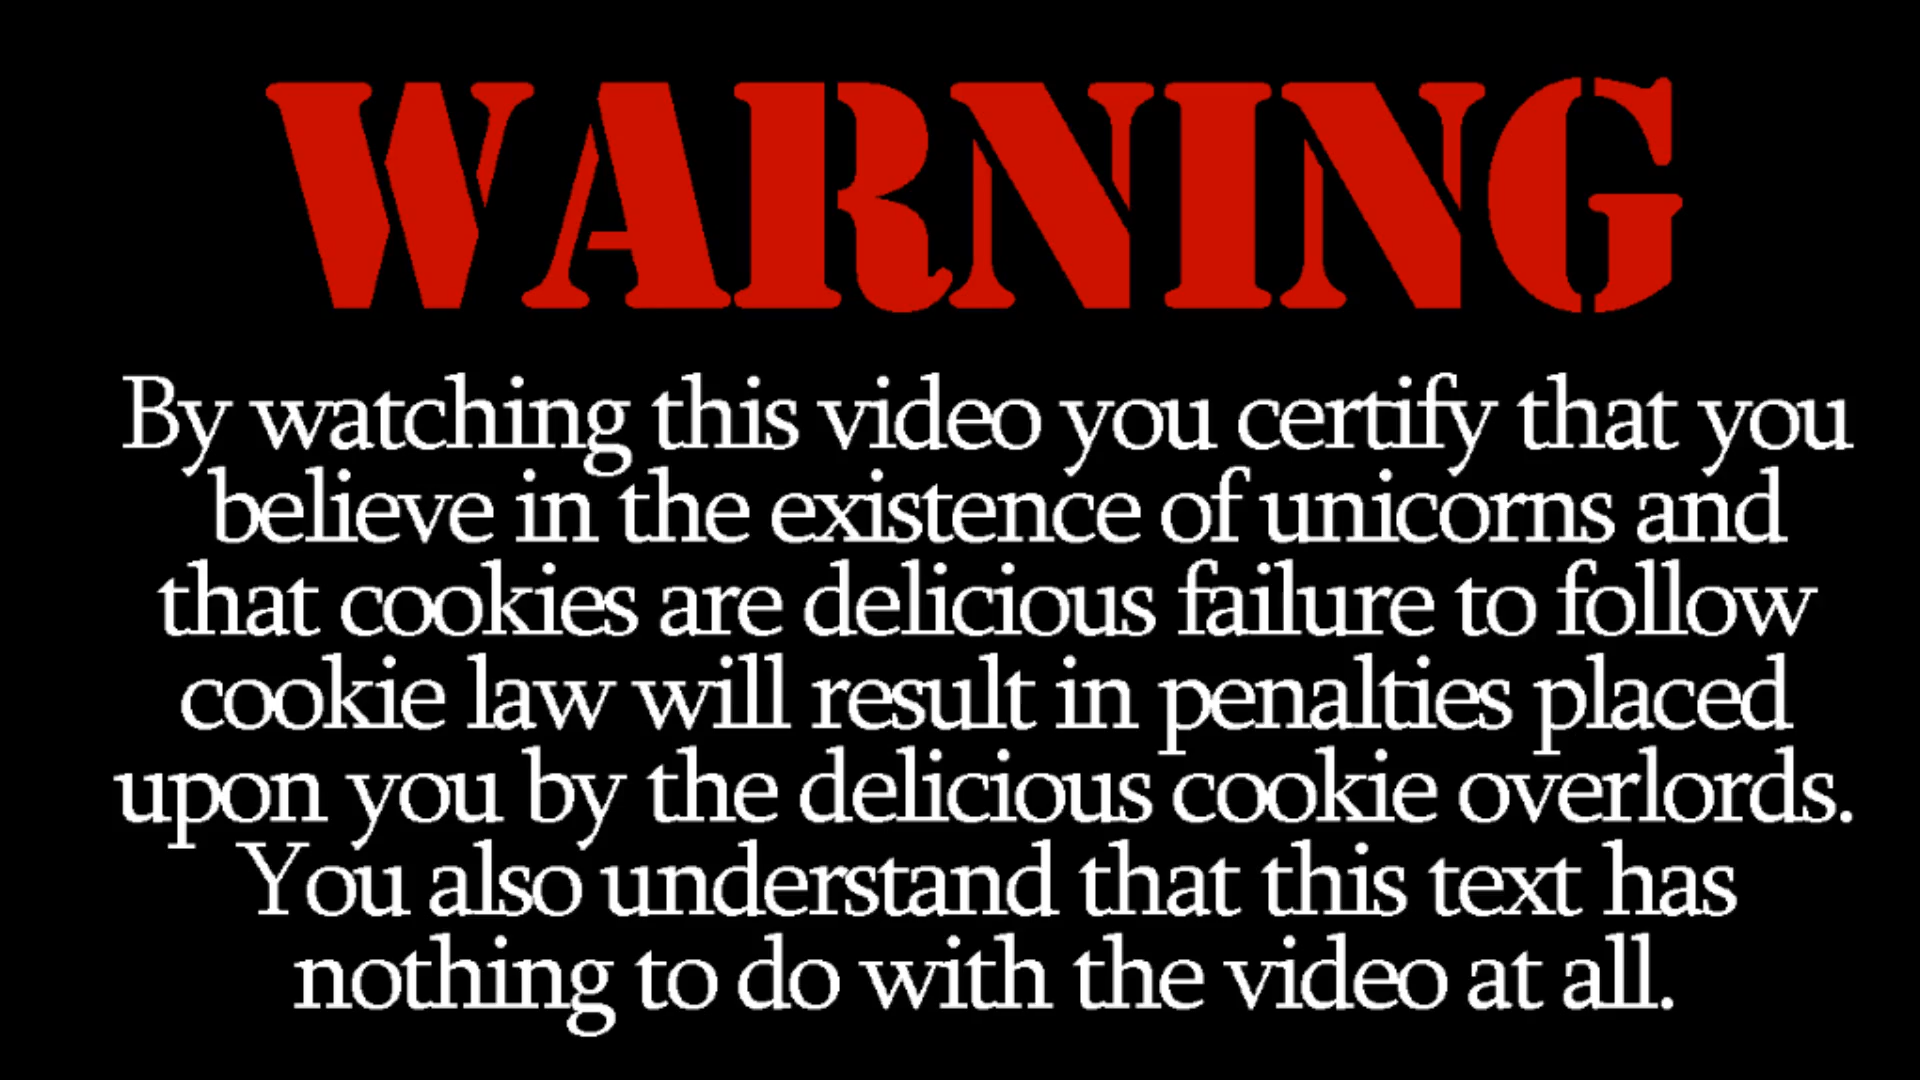 WARNING
By watching this video you certify that you
believe in the existence of unicorns and
that cookies are delicious failure to follow
cookie law will result in penalties placed
upon you by the delicious cookie overlords.
You also understand that this text has
nothing to do with the video at all.